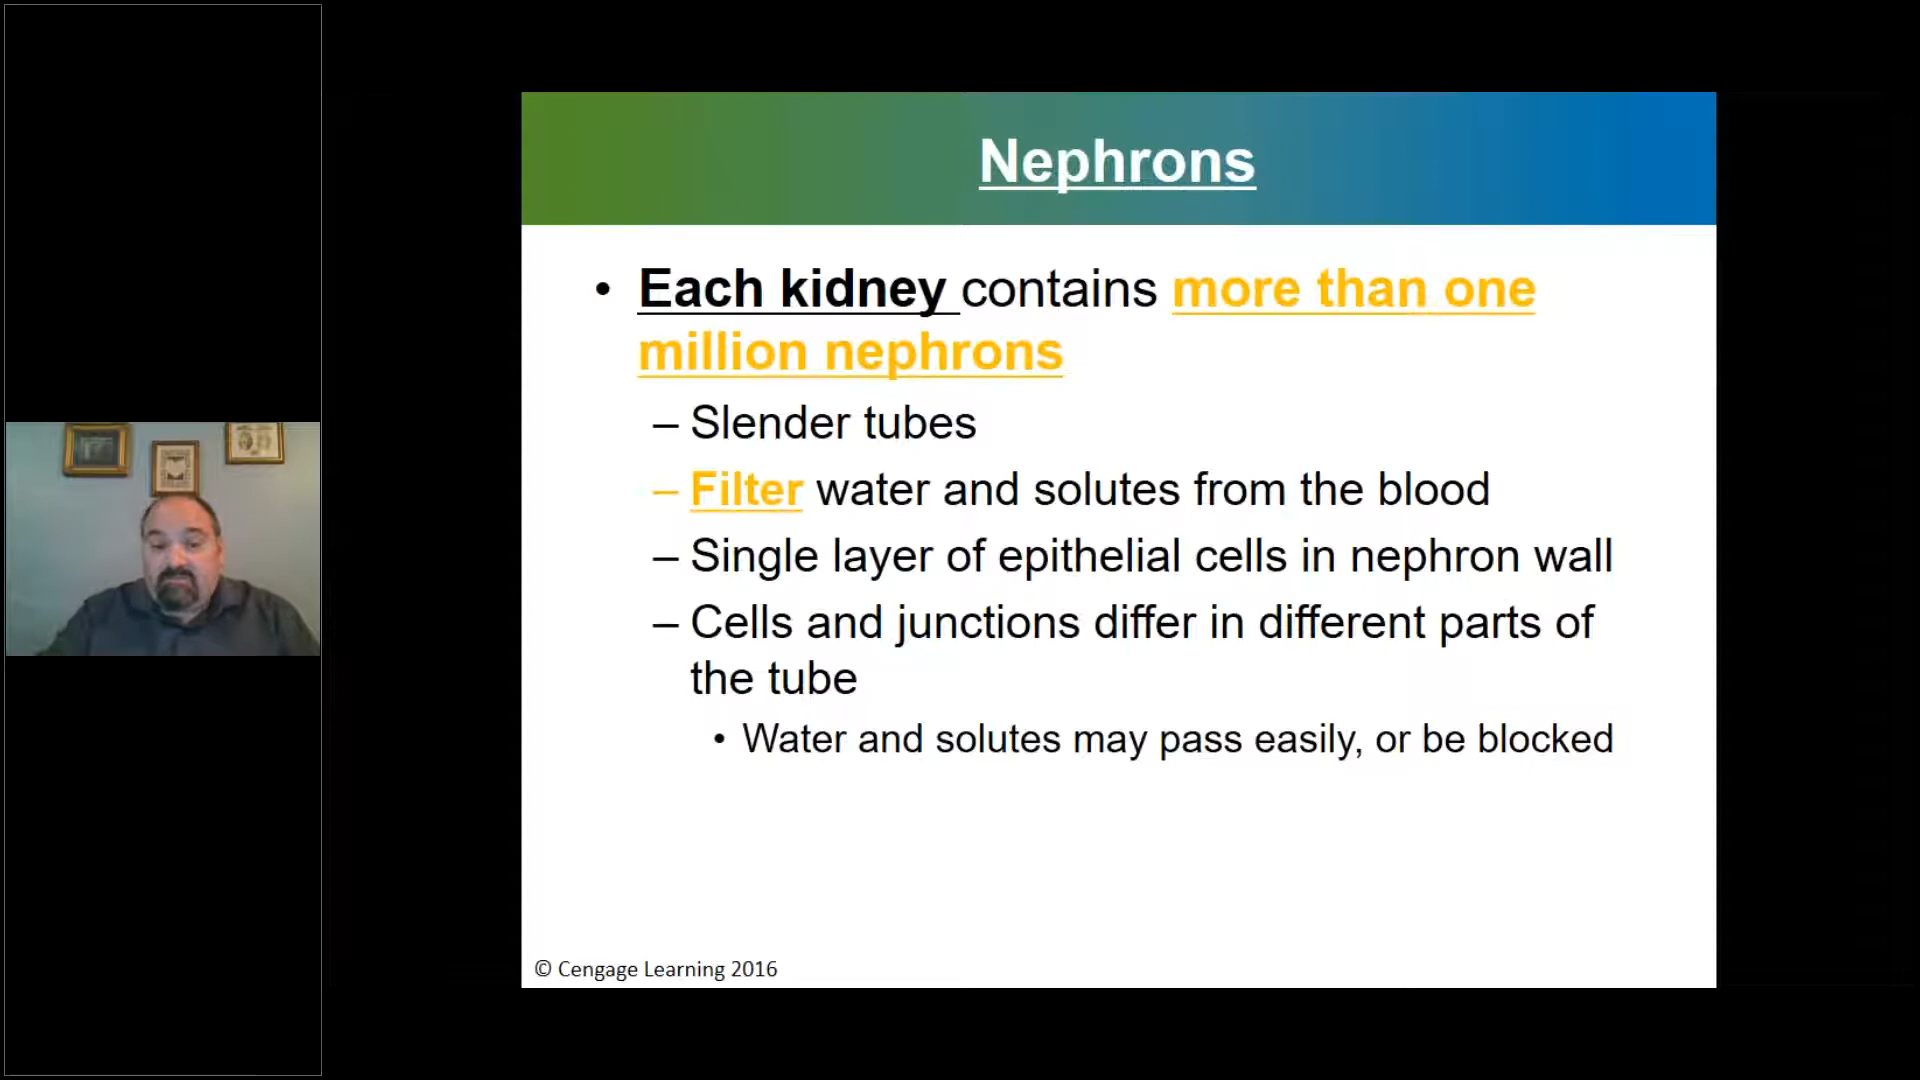 Nephrons
• Each kidney contains more than one
million nephrons
– Slender tubes
– Filter water and solutes from the blood
– Single layer of epithelial cells in nephron wall
– Cells and junctions differ in different parts of
the tube
• Water and solutes may pass easily, or be blocked
© Cengage Learning 2016